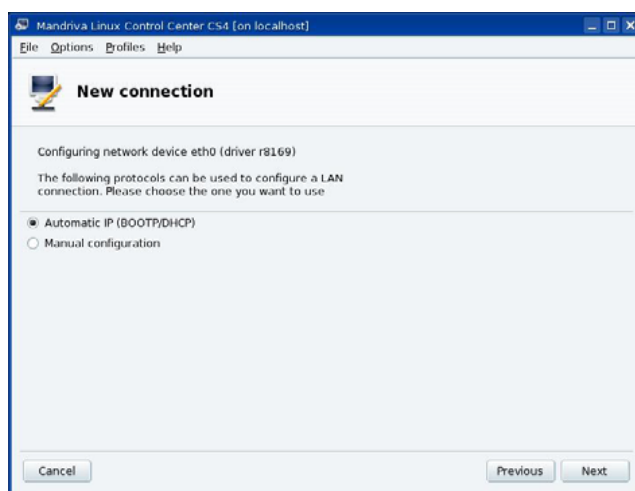 Mandriva Linux Control Center CS4 [on localhost]
File Options Profiles Help
New connection
Configuring network device eth0 (driver r8169)
The following protocols can be used to configure a LAN
connection. Please choose the one you want to use
Automatic IP (BOOTP/DHCP)
Manual configuration
Cancel Previous Next